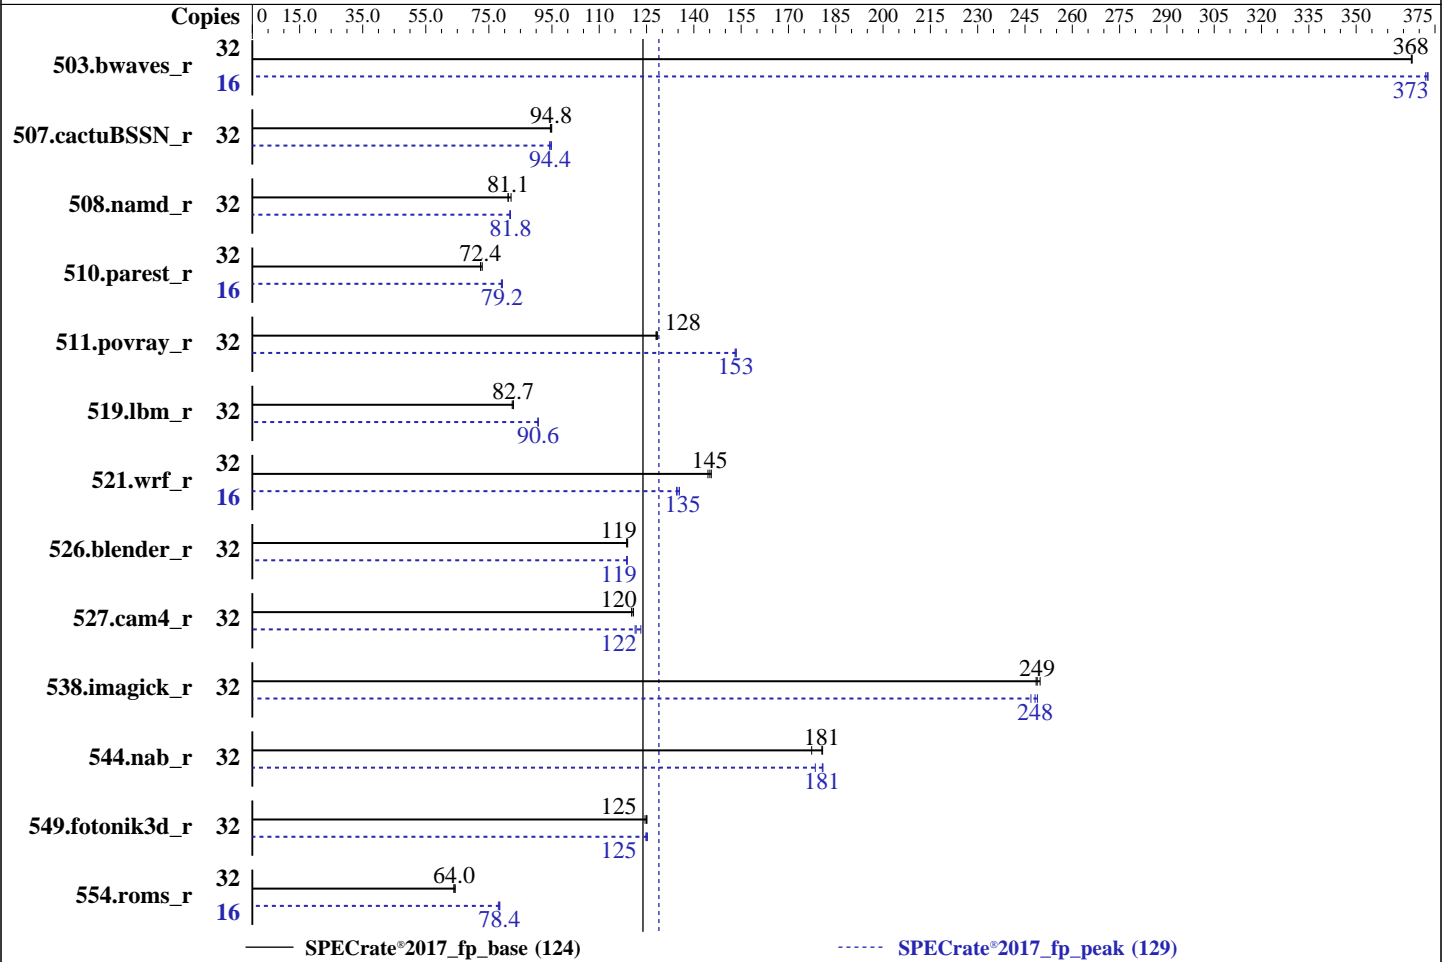 Copies 0 15.0 35.0 55.0 75.0 95.0 110 125 140 155 170 185 200 215 230 245 260 275 290 305 320 335 350 375
503.bwaves_r 32 368
16 373
507.cactuBSSN_r 32 94.8
94.4
508.namd_r 32 81.1
81.8
510.parest_r 32 72.4
16 79.2
511.povray_r 32 128
153
519.lbm_r 32 82.7
90.6
521.wrf_r 32 145
16 135
526.blender_r 32 119
119
527.cam4_r 32 120
122
538.imagick_r 32 249
248
544.nab_r 32 181
181
549.fotonik3d_r 32 125
125
554.roms_r 32 64.0
16 78.4
SPECrate®2017_fp_base (124) SPECrate®2017_fp_peak (129)